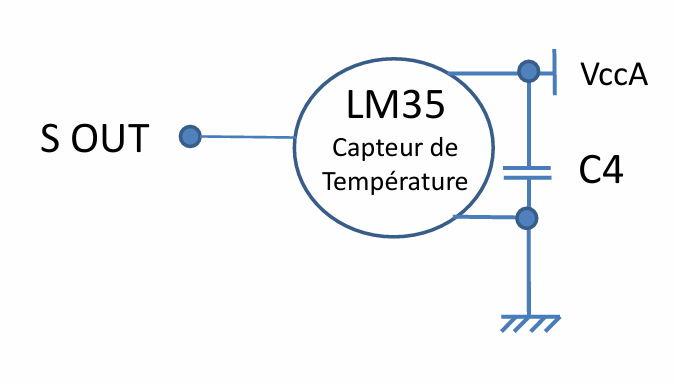 LM35
VccA
S OUT
Capteur de
Température
C4